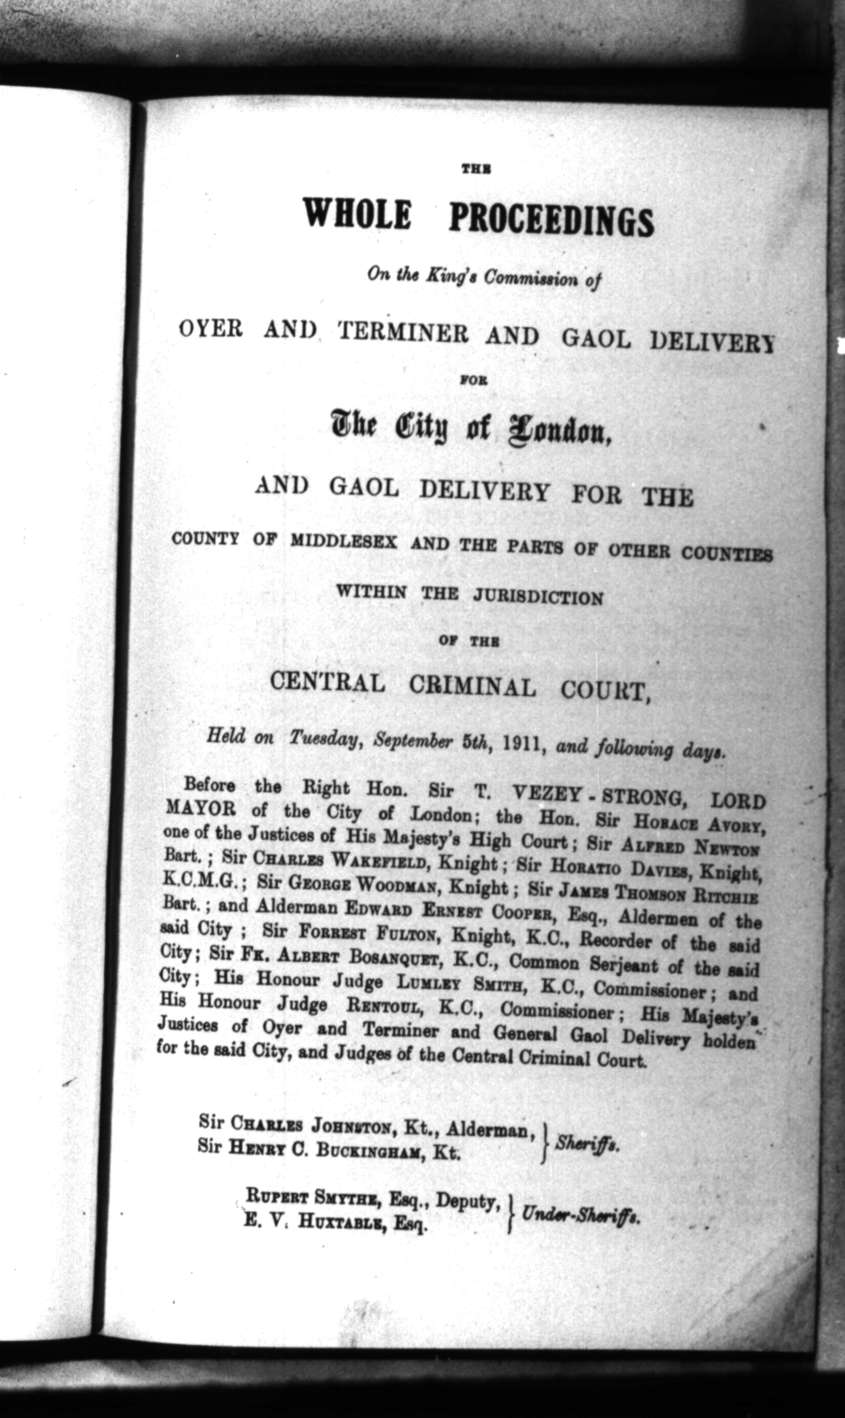 THE
WHOLE PROCEEDINGS
On the King's Commission of
OYER AND TERMINER AND GAOL DELIVERY
FOR
The City of London,
AND GAOL DELIVERY FOR THE
COUNTY OF MIDDLESEX AND THE PARTS OF OTHER COUNTIES
WITHIN THE JURISDICTION
OF THE
CENTRAL CRIMINAL COURT,
Held on Tuesday, September 5th, 1911, and following days.
Before the Right Hon. Sir T. VEZEY-STRONG, LORD
MAYOR of the City of London; the Hon. Sir HORACE AVORY,
one of the Justices of His Majesty's High Court; Sir ALFRED NEWTON
Bart.; Sir CHARLES WAKEFIELD, Knight; Sir HORATIO DAVIES, Knight,
K.C.M.G.; Sir GEORGE WOODMAN, Knight; Sir JAMES THOMSON RITCHIE
Bart.; and Alderman EDWARD ERNEST COOPER, Esq., Aldermen of the
said City; Sir FORREST FULTON, Knight, K.C., Recorder of the said
City; Sir FK. ALBERT BOSANQUET, K.C., Common Serjeant of the said
City; His Honour Judge LUMLEY SMITH, K.C., Commissioner; and
His Honour Judge RENTOUL, K.C., Commissioner; His Majesty's
Justices of Oyer and Terminer and General Gaol Delivery holden
for the said City, and Judges of the Central Criminal Court.
Sir CHARLES JOHNSTON, Kt., Alderman,
Sir HENRY C. BUCKINGHAM, Kt.
} Sheriffs.
RUPERT SMYTHE, Esq., Deputy,
E. V. HUXTABLE, Esq.
} Under-Sheriffs.